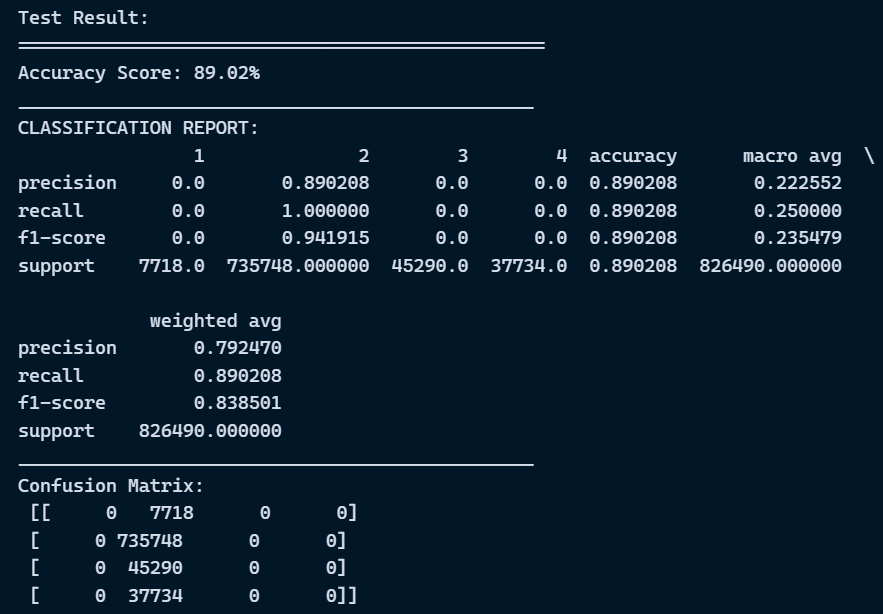 Test Result:
================================================
Accuracy Score: 89.02%
_______________________________________________
CLASSIFICATION REPORT:
                1              2        3        4  accuracy      macro avg  \
precision     0.0       0.890208      0.0      0.0  0.890208       0.222552
recall        0.0       1.000000      0.0      0.0  0.890208       0.250000
f1-score      0.0       0.941915      0.0      0.0  0.890208       0.235479
support    7718.0  735748.000000  45290.0  37734.0  0.890208  826490.000000

            weighted avg
precision       0.792470
recall          0.890208
f1-score        0.838501
support    826490.000000
_______________________________________________
Confusion Matrix:
 [[     0   7718      0      0]
 [     0 735748      0      0]
 [     0  45290      0      0]
 [     0  37734      0      0]]